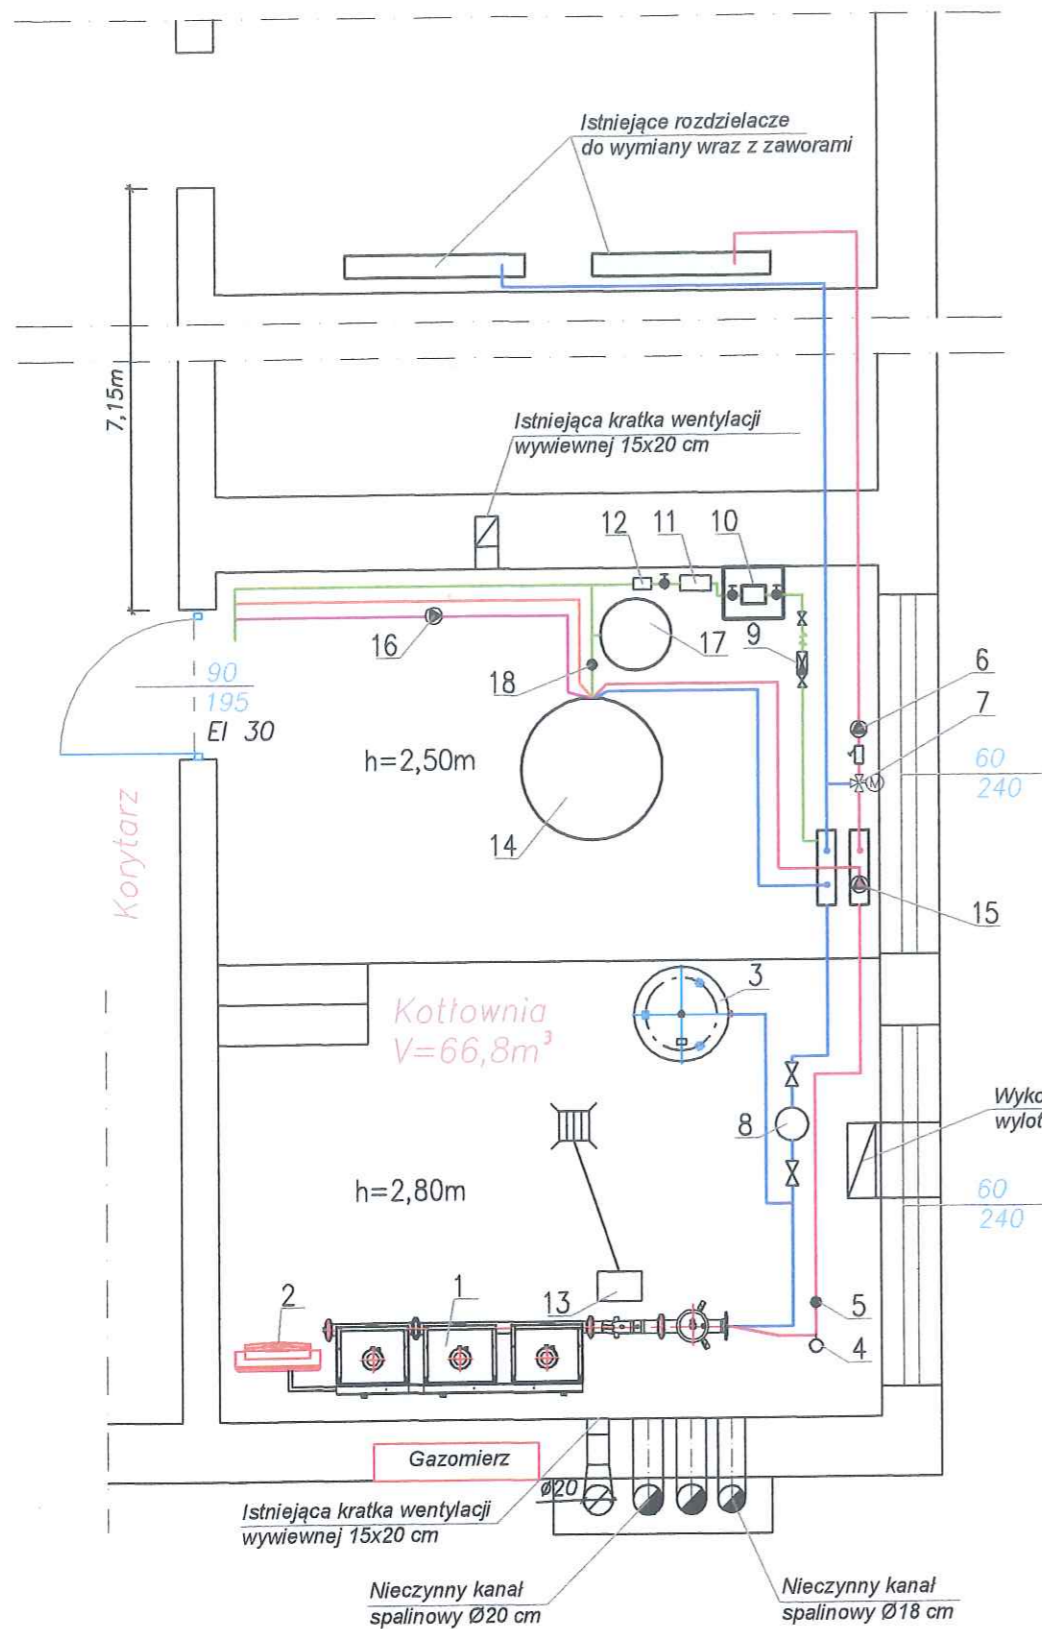 Istniejące rozdzielacze
do wymiany wraz z zaworami
7,15m
Istniejąca kratka wentylacji
wywiewnej 15x20 cm
12
11
10
16
18
17
9
6
7
90
195
EI 30
h=2,50m
60
240
14
15
Korytarz
Kotłownia
V=66,8m³
3
8
Wyko
wylot
h=2,80m
60
240
2
1
13
5
4
Gazomierz
Ø20
Istniejąca kratka wentylacji
wywiewnej 15x20 cm
Nieczynny kanał
spalinowy Ø20 cm
Nieczynny kanał
spalinowy Ø18 cm
M